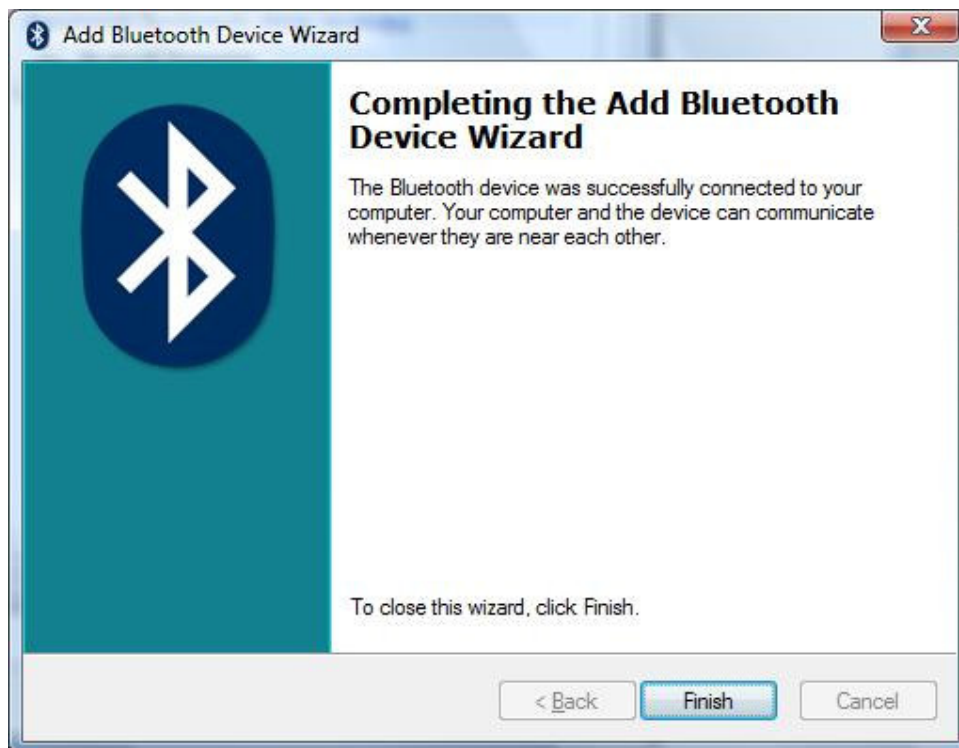 Add Bluetooth Device Wizard
Completing the Add Bluetooth
Device Wizard
The Bluetooth device was successfully connected to your
computer. Your computer and the device can communicate
whenever they are near each other.
To close this wizard, click Finish.
< Back Finish Cancel